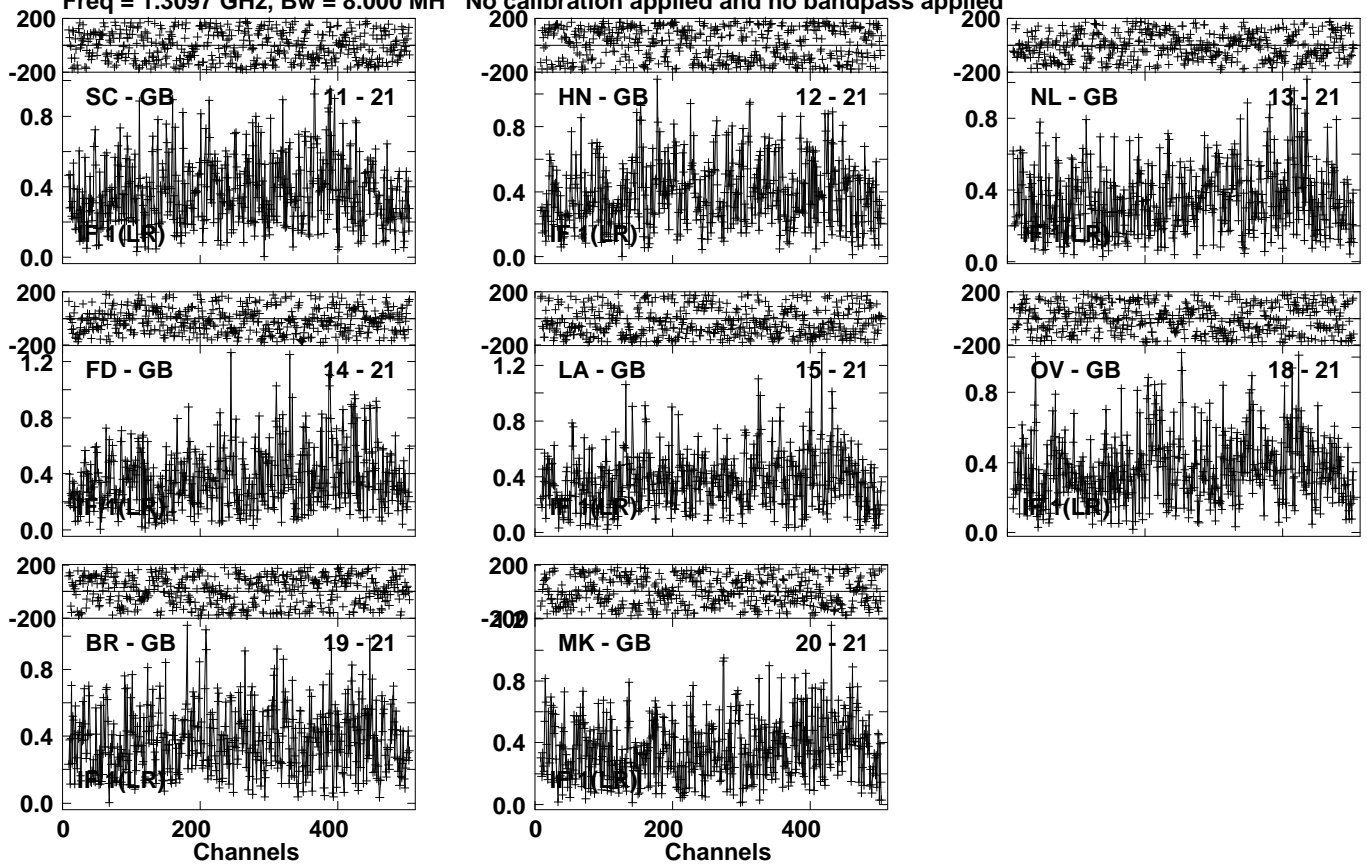 Freq = 1.3097 GHz, Bw = 8.000 MH No calibration applied and no bandpass applied
200 200 200
-200 -200 -200
SC - GB 11 - 21 HN - GB 12 - 21 NL - GB 13 - 21
0.8 0.8 0.8
0.4 0.4 0.4
IF 1(LR) IF 1(LR) IF 1(LR)
0.0 0.0 0.0
200 200 200
-200 -200 -200
1.2 1.2
FD - GB 14 - 21 LA - GB 15 - 21 OV - GB 18 - 21
0.8 0.8 0.8
0.4 0.4 0.4
IF 1(LR) IF 1(LR) IF 1(LR)
0.0 0.0 0.0
200 200
-200 -200
1.2
BR - GB 19 - 21 MK - GB 20 - 21
0.8 0.8
0.4 0.4
IF 1(LR) IF 1(LR)
0.0 0.0
0 200 400 0 200 400
Channels Channels